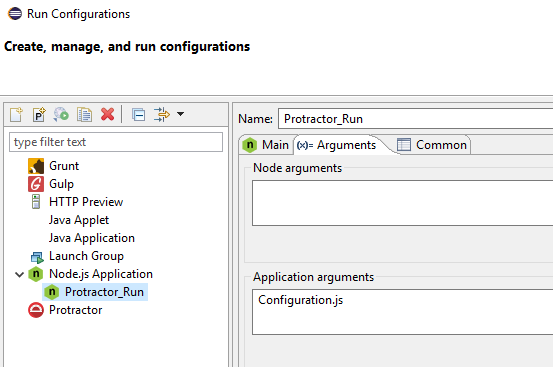 Run Configurations
Create, manage, and run configurations
P
type filter text
Grunt
Gulp
HTTP Preview
Java Applet
Java Application
Launch Group
Node.js Application
Protractor_Run
Protractor
Name: Protractor_Run
Main (x)= Arguments Common
Node arguments
Application arguments
Configuration.js